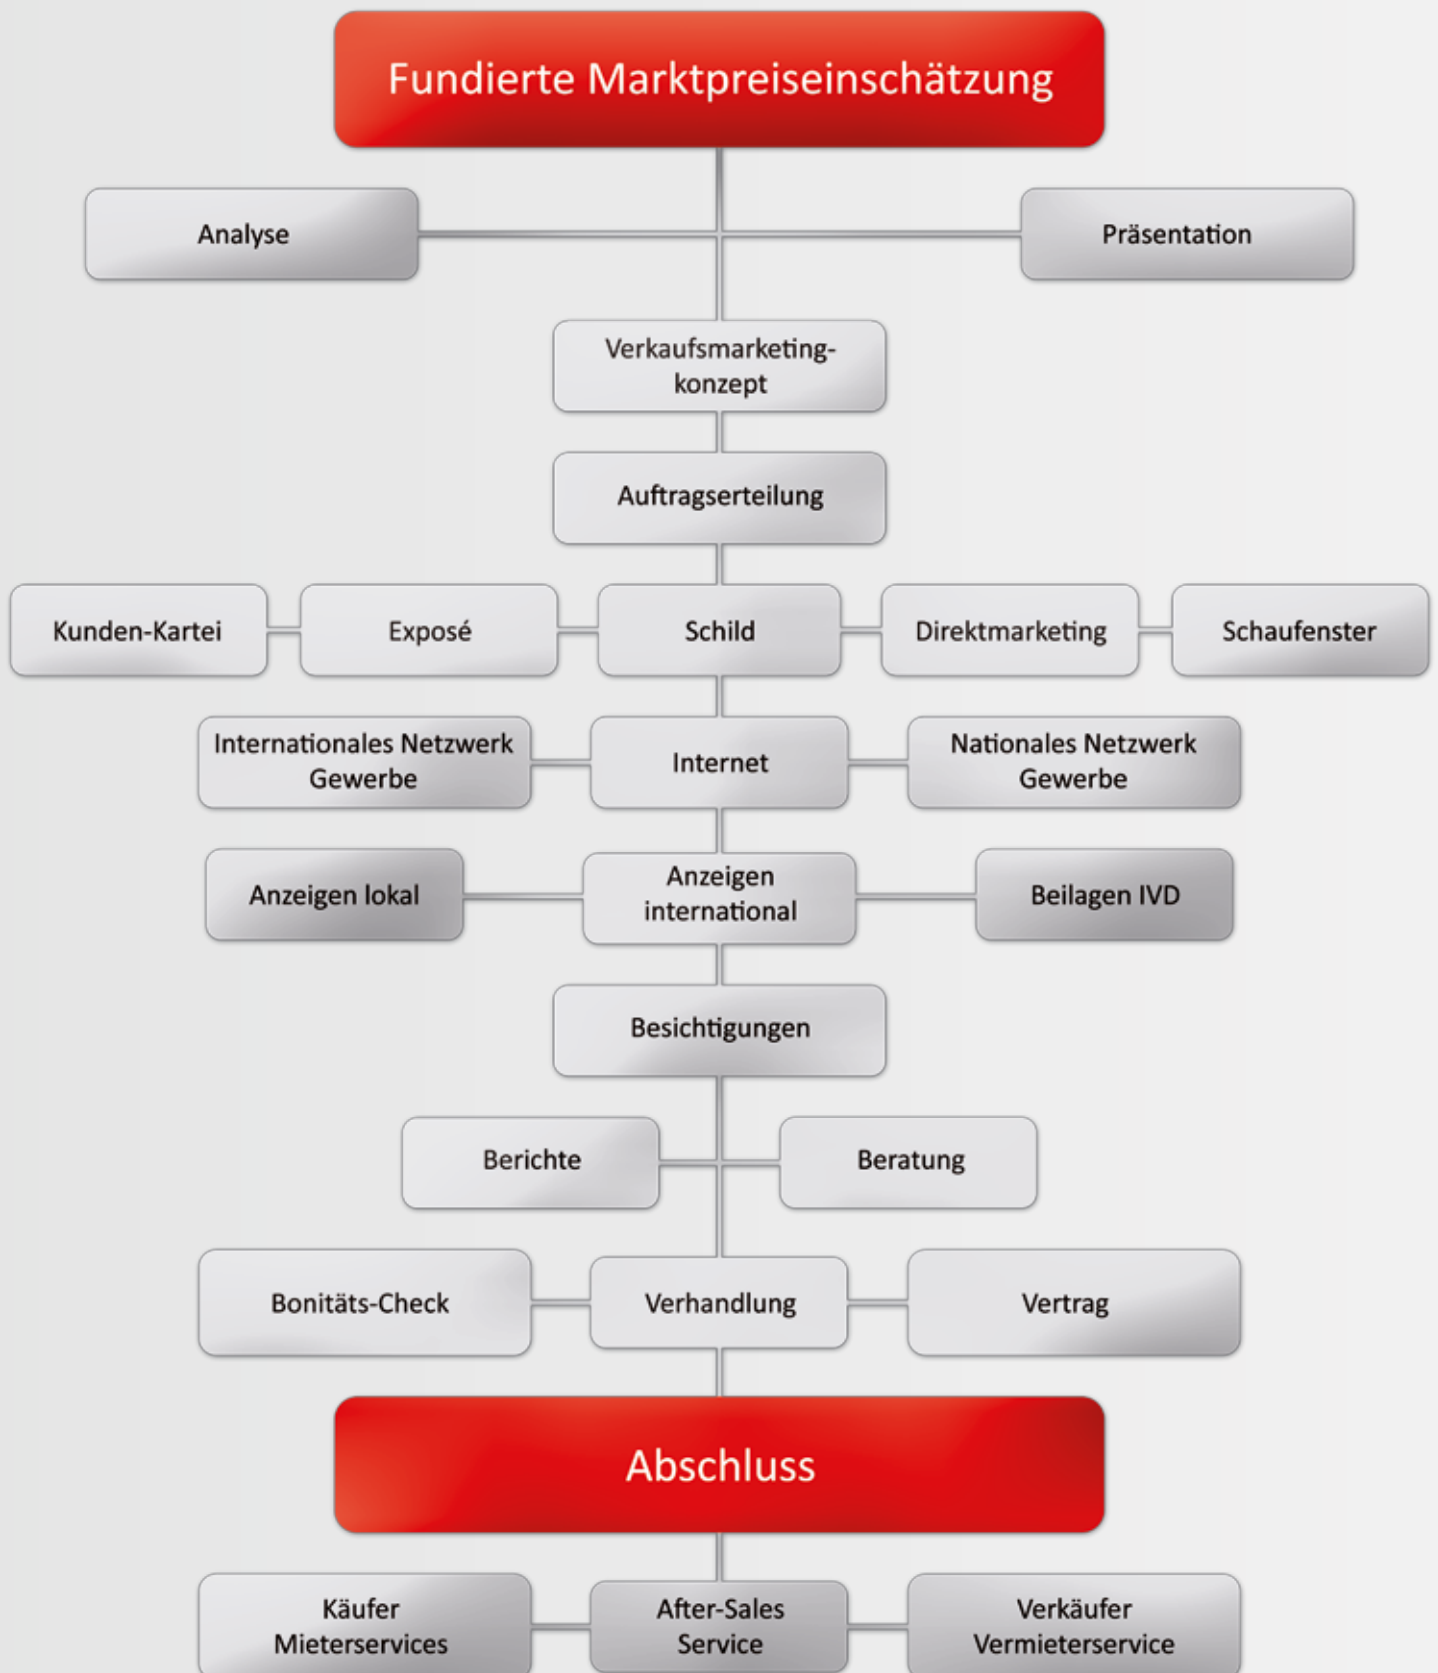 Fundierte Marktpreiseinschätzung
Analyse
Präsentation
Verkaufsmarketing-
konzept
Auftragserteilung
Kunden-Kartei
Exposé
Schild
Direktmarketing
Schaufenster
Internationales Netzwerk
Gewerbe
Internet
Nationales Netzwerk
Gewerbe
Anzeigen lokal
Anzeigen
international
Beilagen IVD
Besichtigungen
Berichte
Beratung
Bonitäts-Check
Verhandlung
Vertrag
Abschluss
Käufer
Mieterservices
After-Sales
Service
Verkäufer
Vermieterservice